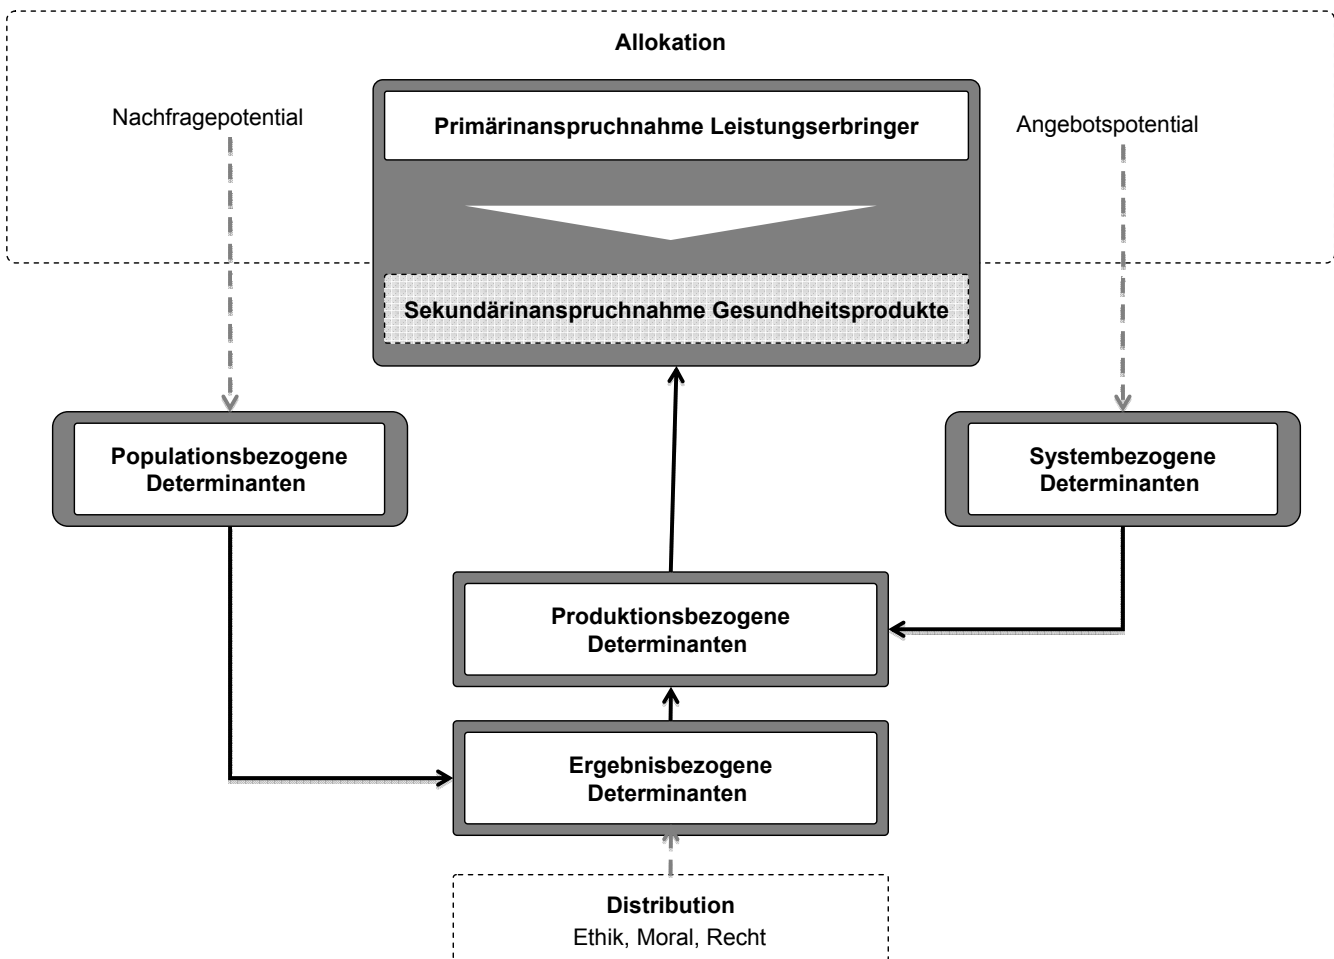 Allokation
Nachfragepotential
Primärinanspruchnahme Leistungserbringer
Angebotspotential
Sekundärinanspruchnahme Gesundheitsprodukte
Populationsbezogene
Determinanten
Systembezogene
Determinanten
Produktionsbezogene
Determinanten
Ergebnisbezogene
Determinanten
Distribution
Ethik, Moral, Recht